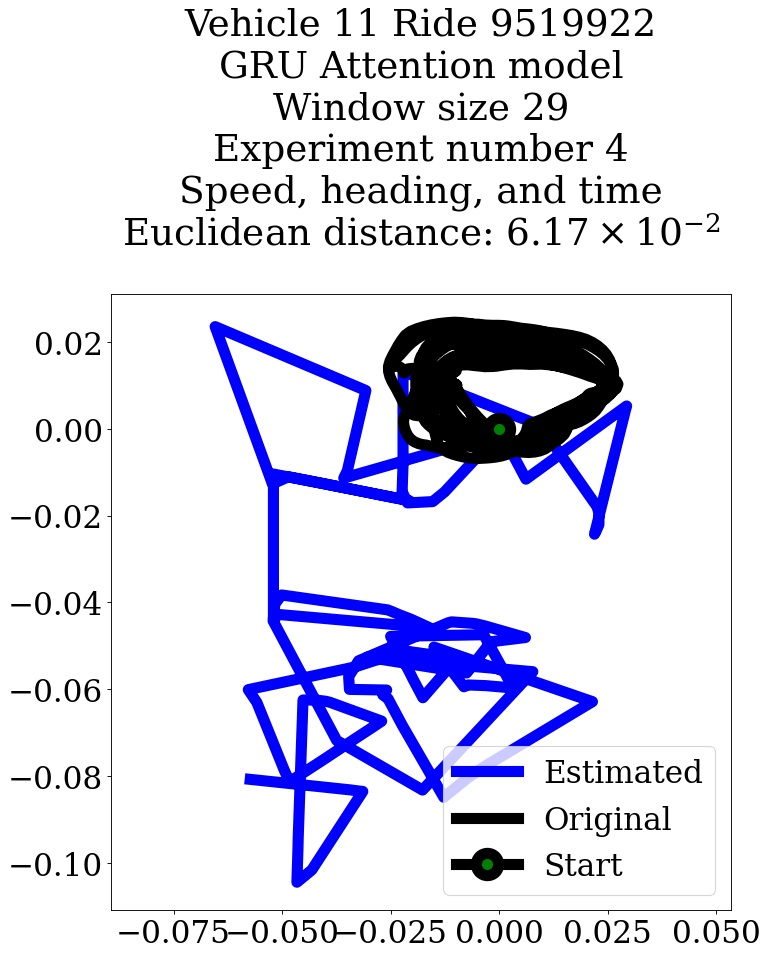 Vehicle 11 Ride 9519922
GRU Attention model
Window size 29
Experiment number 4
Speed, heading, and time
Euclidean distance: 6.17 × 10⁻²
0.02
0.00
−0.02
−0.04
−0.06
−0.08
−0.10
Estimated
Original
Start
−0.075 −0.050 −0.025 0.000 0.025 0.050